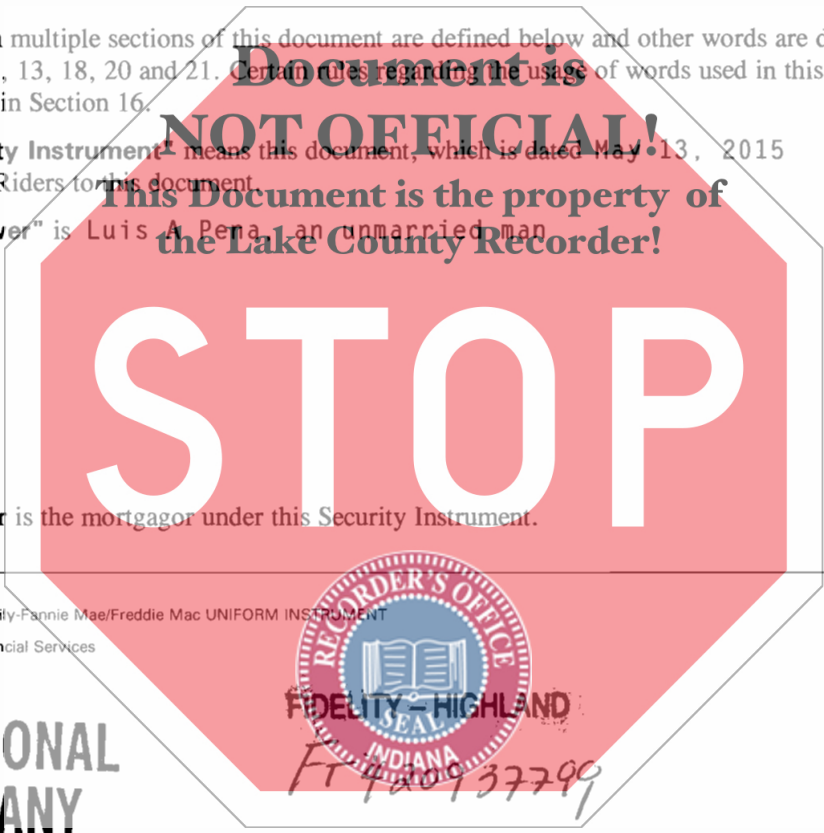 multiple sections of this document are defined below and other words are
, 13, 18, 20 and 21. Certain rules regarding the usage of words used in this
in Section 16.
Document is
NOT OFFICIAL!
ty Instrument" means this document, which is dated May 13, 2015
Riders to this document.
This Document is the property of
the Lake County Recorder!
er" is Luis A Pena, an unmarried man
STOP
r is the mortgagor under this Security Instrument.
ily-Fannie Mae/Freddie Mac UNIFORM INSTRUMENT
ncial Services
RECORDER'S OFFICE
SEAL
INDIANA
FIDELITY - HIGHLAND
FT 420937799
ONAL
ANY